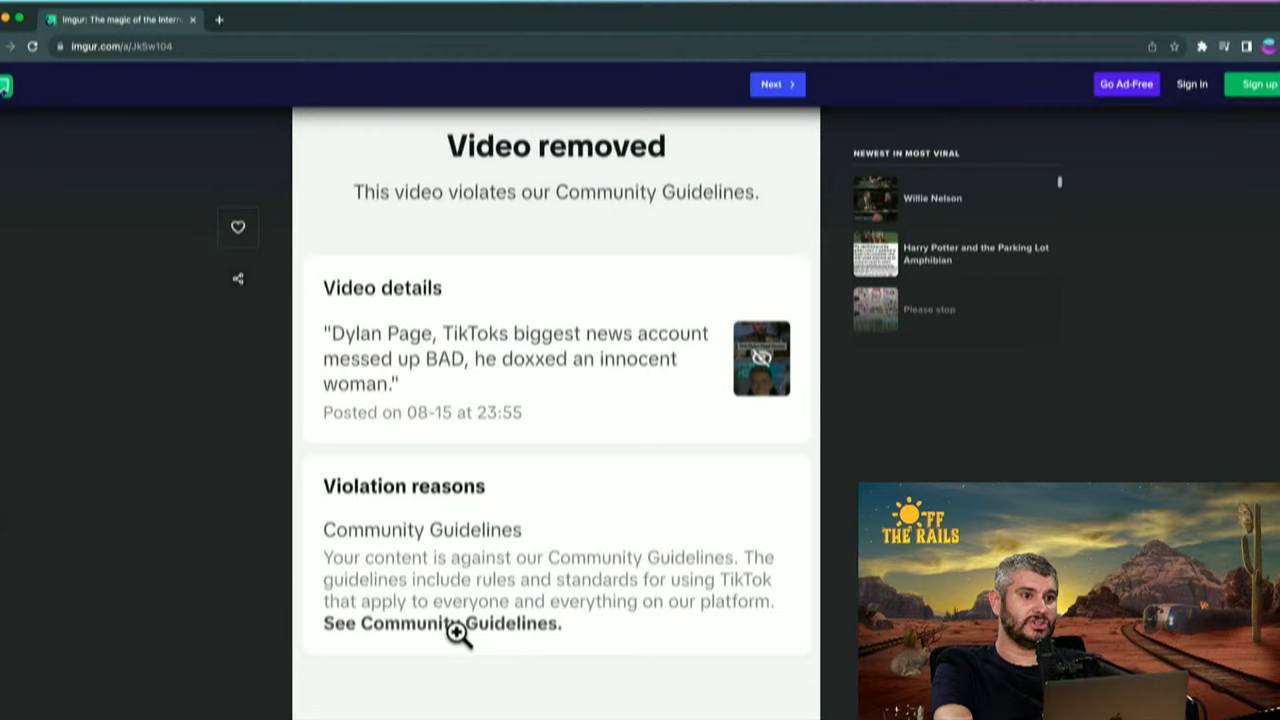 Imgur: The magic of the Intern
imgur.com/a/JkSw104
Next
Go Ad-Free
Sign in
Sign up
Video removed
This video violates our Community Guidelines.
Video details
"Dylan Page, TikToks biggest news account
messed up BAD, he doxxed an innocent
woman."
Posted on 08-15 at 23:55
Violation reasons
Community Guidelines
Your content is against our Community Guidelines. The
guidelines include rules and standards for using TikTok
that apply to everyone and everything on our platform.
See Community Guidelines.
NEWEST IN MOST VIRAL
Willie Nelson
Harry Potter and the Parking Lot
Amphibian
Please stop
OFF
THE RAILS